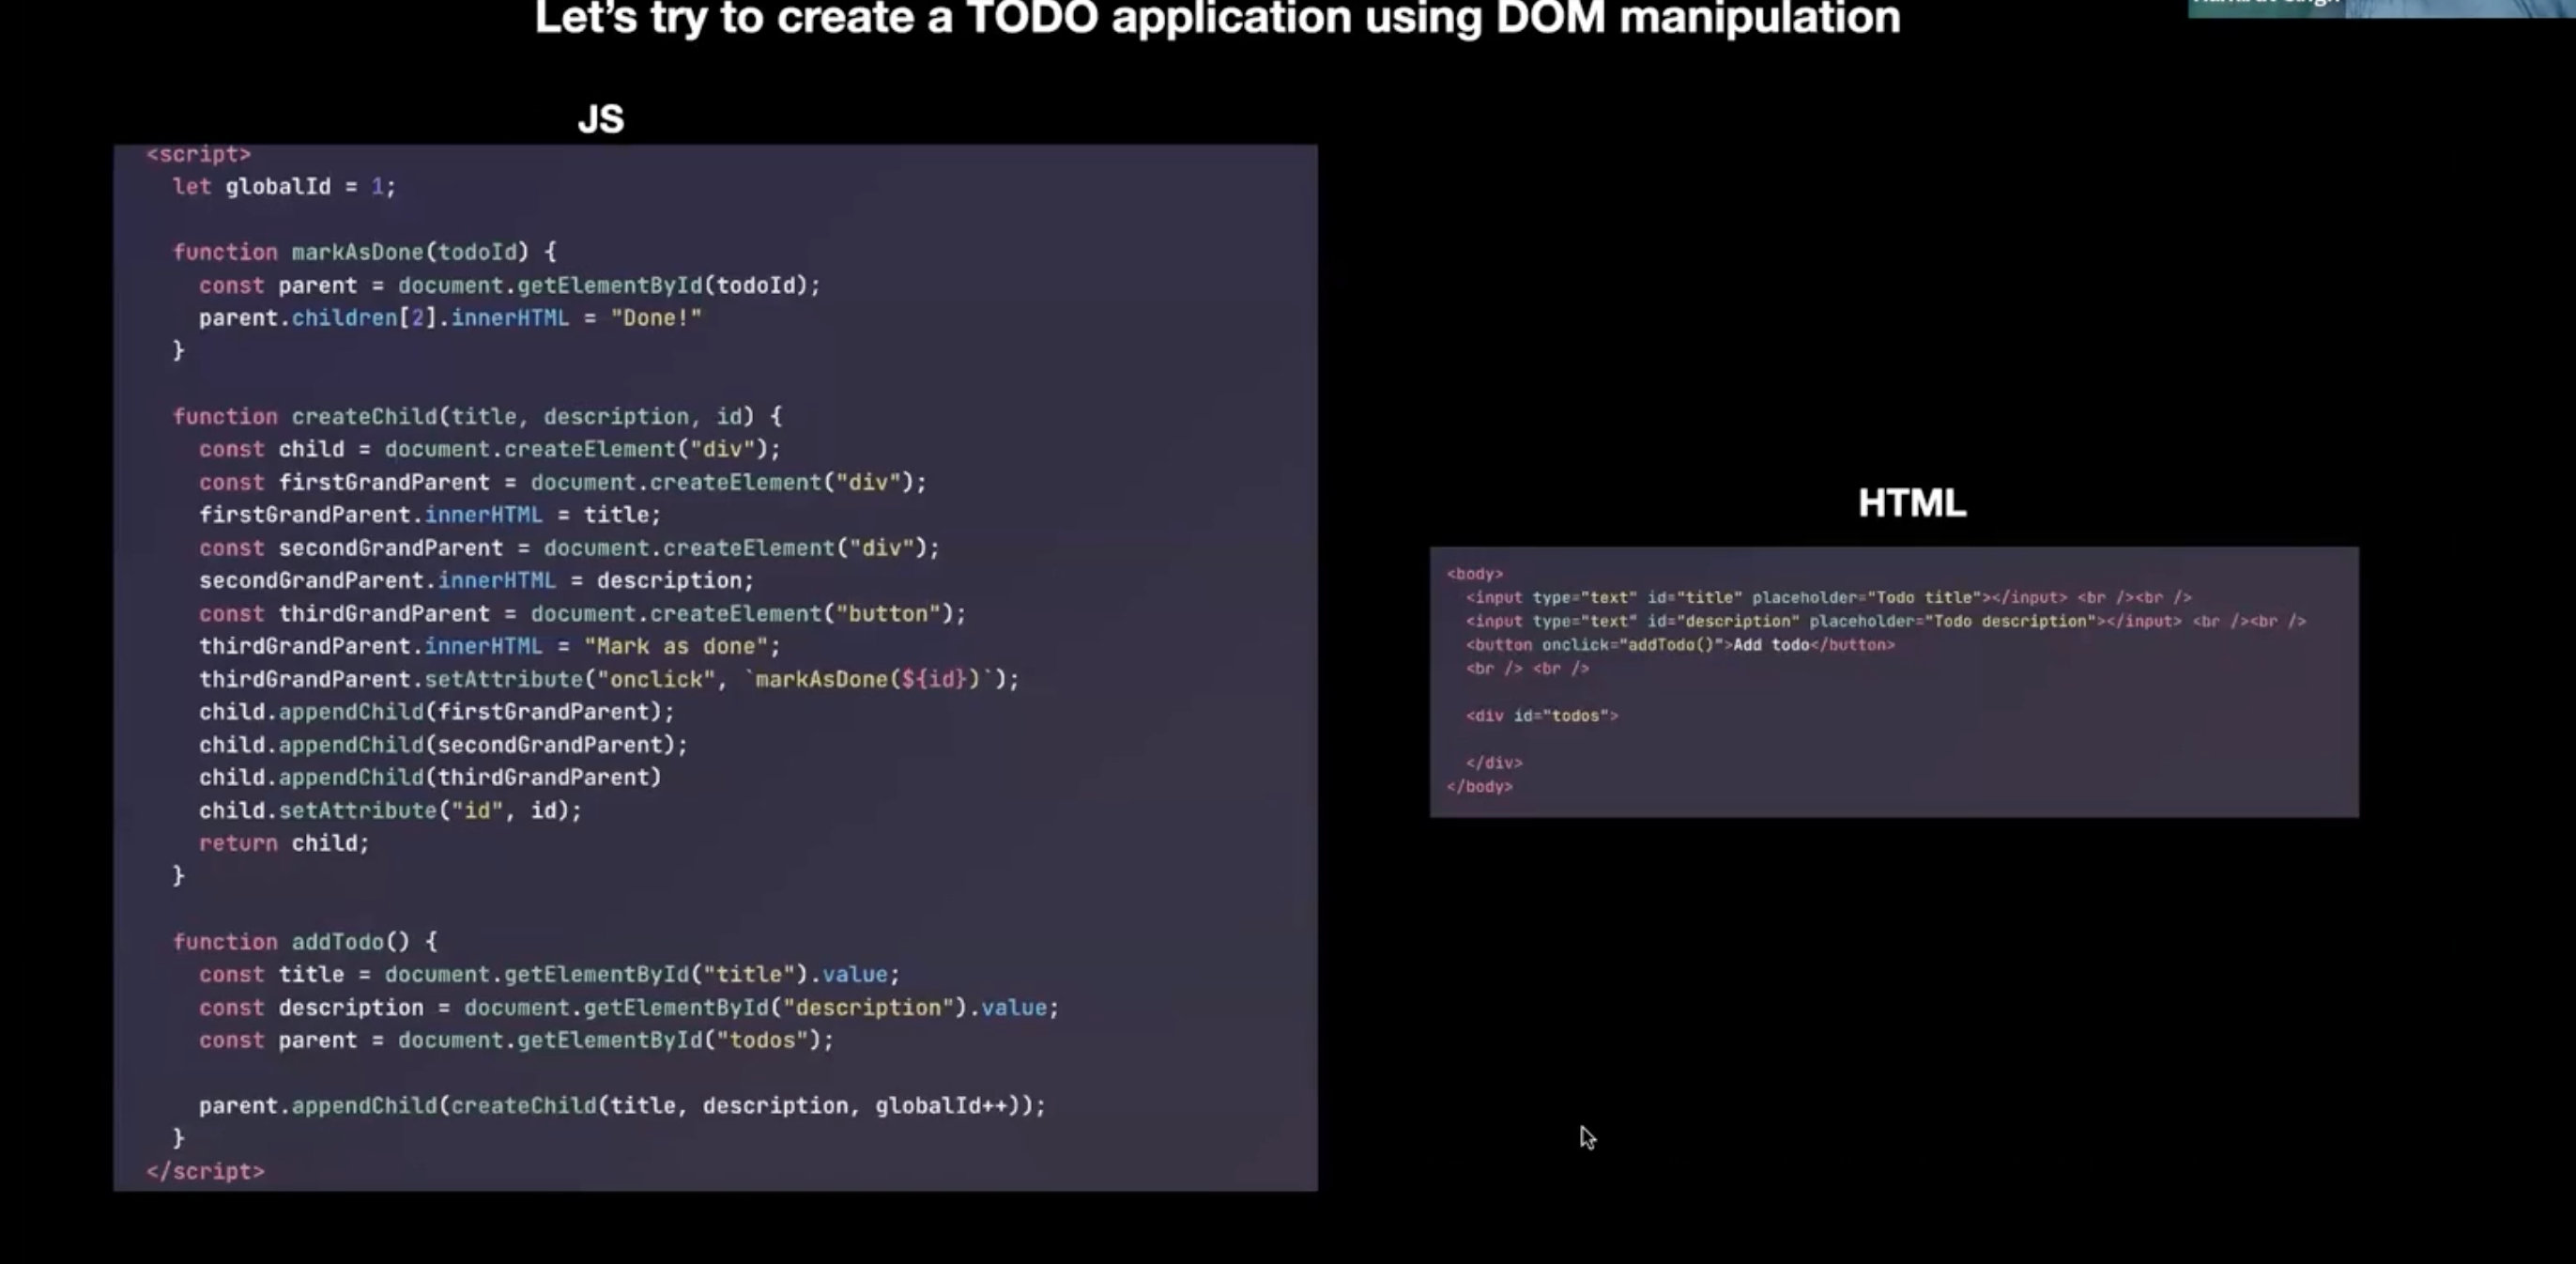 Let's try to create a TODO application using DOM manipulation
JS
<script>
let globalId = 1;
function markAsDone(todoId) {
const parent = document.getElementById(todoId);
parent.children[2].innerHTML = "Done!"
}
function createChild(title, description, id) {
const child = document.createElement("div");
const firstGrandParent = document.createElement("div");
firstGrandParent.innerHTML = title;
const secondGrandParent = document.createElement("div");
secondGrandParent.innerHTML = description;
const thirdGrandParent = document.createElement("button");
thirdGrandParent.innerHTML = "Mark as done";
thirdGrandParent.setAttribute("onclick", `markAsDone(${id})`);
child.appendChild(firstGrandParent);
child.appendChild(secondGrandParent);
child.appendChild(thirdGrandParent)
child.setAttribute("id", id);
return child;
}
function addTodo() {
const title = document.getElementById("title").value;
const description = document.getElementById("description").value;
const parent = document.getElementById("todos");
parent.appendChild(createChild(title, description, globalId++));
}
</script>
HTML
<body>
<input type="text" id="title" placeholder="Todo title"></input> <br /><br />
<input type="text" id="description" placeholder="Todo description"></input> <br /><br />
<button onclick="addTodo()">Add todo</button>
<br /> <br />
<div id="todos">
</div>
</body>